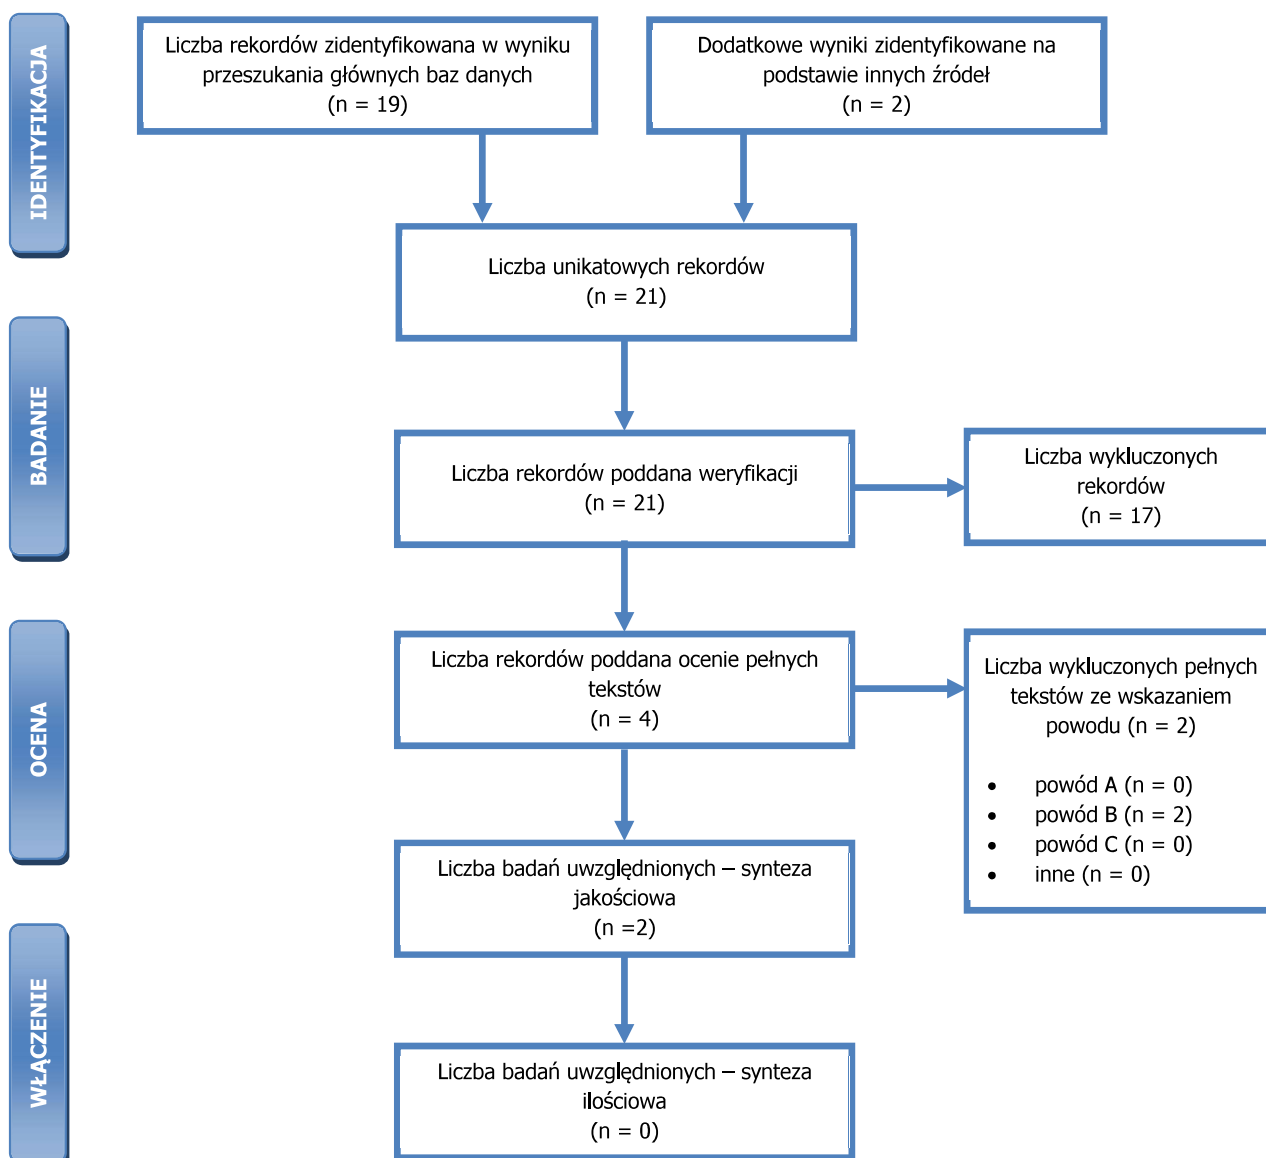 IDENTYFIKACJA
Liczba rekordów zidentyfikowana w wyniku
przeszukania głównych baz danych
(n = 19)
Dodatkowe wyniki zidentyfikowane na
podstawie innych źródeł
(n = 2)
Liczba unikatowych rekordów
(n = 21)
BADANIE
Liczba rekordów poddana weryfikacji
(n = 21)
Liczba wykluczonych
rekordów
(n = 17)
OCENA
Liczba rekordów poddana ocenie pełnych
tekstów
(n = 4)
Liczba wykluczonych pełnych
tekstów ze wskazaniem
powodu (n = 2)
• powód A (n = 0)
• powód B (n = 2)
• powód C (n = 0)
• inne (n = 0)
Liczba badań uwzględnionych – synteza
jakościowa
(n =2)
WŁĄCZENIE
Liczba badań uwzględnionych – synteza
ilościowa
(n = 0)